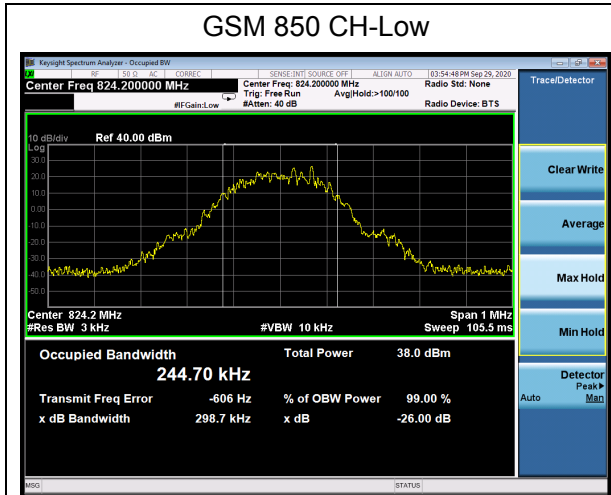 GSM 850 CH-Low
Keysight Spectrum Analyzer - Occupied BW
RF 50 Ω AC CORREC SENSE:INT SOURCE OFF ALIGN AUTO 03:54:48 PM Sep 29, 2020
Center Freq 824.200000 MHz
Center Freq: 824.200000 MHz
Radio Std: None
Trig: Free Run
Avg|Hold:>100/100
#IFGain:Low
#Atten: 40 dB
Radio Device: BTS
Trace/Detector
10 dB/div
Ref 40.00 dBm
Log
30.0
20.0
10.0
0.00
-10.0
-20.0
-30.0
-40.0
-50.0
Center 824.2 MHz
Span 1 MHz
#Res BW 3 kHz
#VBW 10 kHz
Sweep 105.5 ms
Occupied Bandwidth
Total Power 38.0 dBm
244.70 kHz
Transmit Freq Error -606 Hz
% of OBW Power 99.00 %
x dB Bandwidth 298.7 kHz
x dB -26.00 dB
Clear Write
Average
Max Hold
Min Hold
Detector
Peak▶
Auto Man
MSG
STATUS